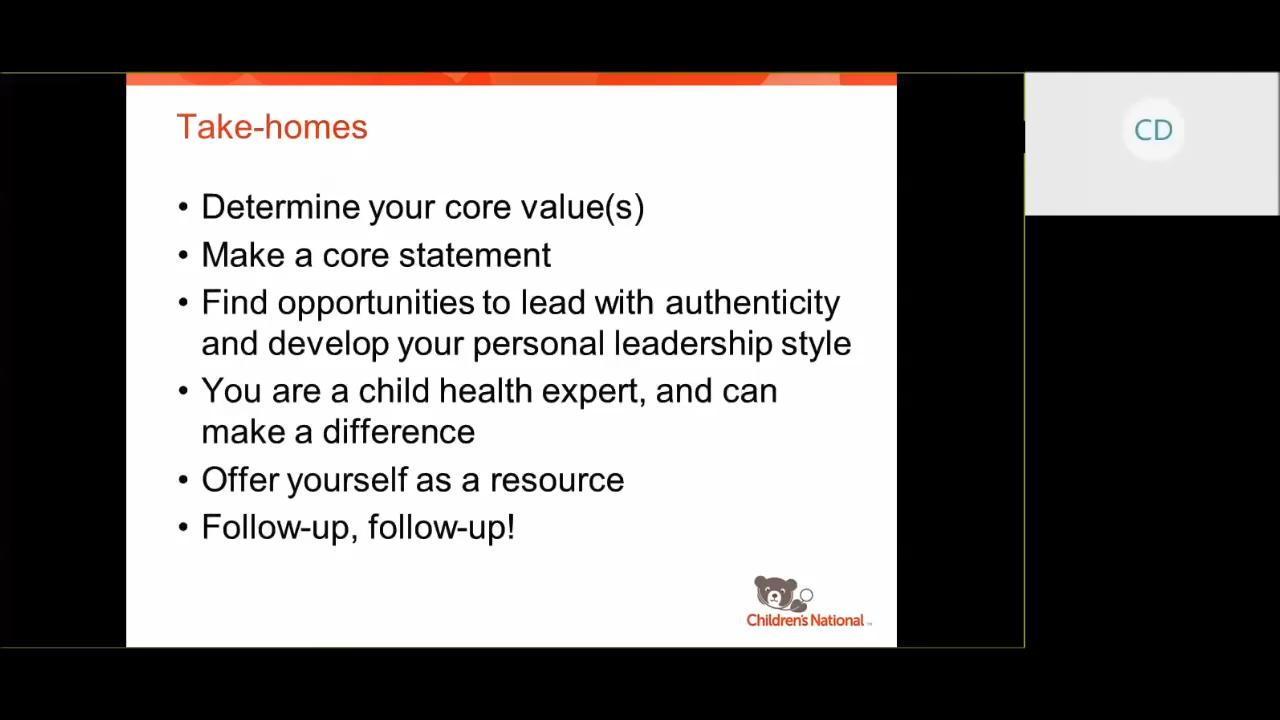 Take-homes
CD
• Determine your core value(s)
• Make a core statement
• Find opportunities to lead with authenticity
and develop your personal leadership style
• You are a child health expert, and can
make a difference
• Offer yourself as a resource
• Follow-up, follow-up!
Children's National ™